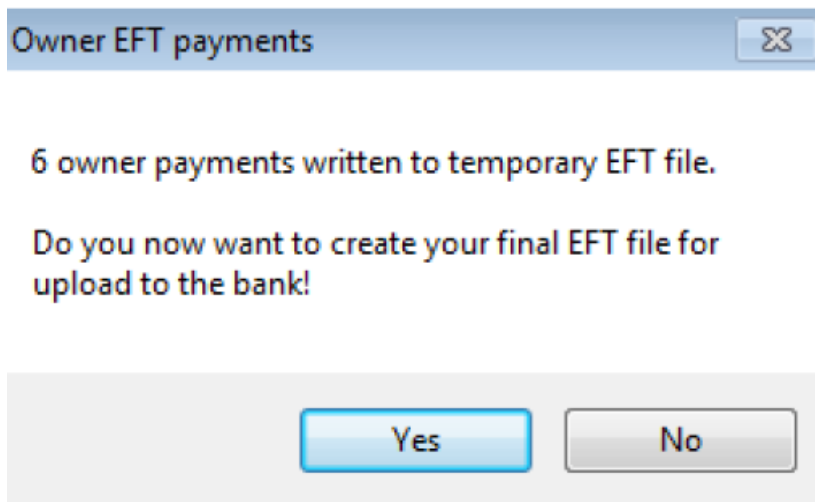 Owner EFT payments
6 owner payments written to temporary EFT file.
Do you now want to create your final EFT file for
upload to the bank!
Yes
No